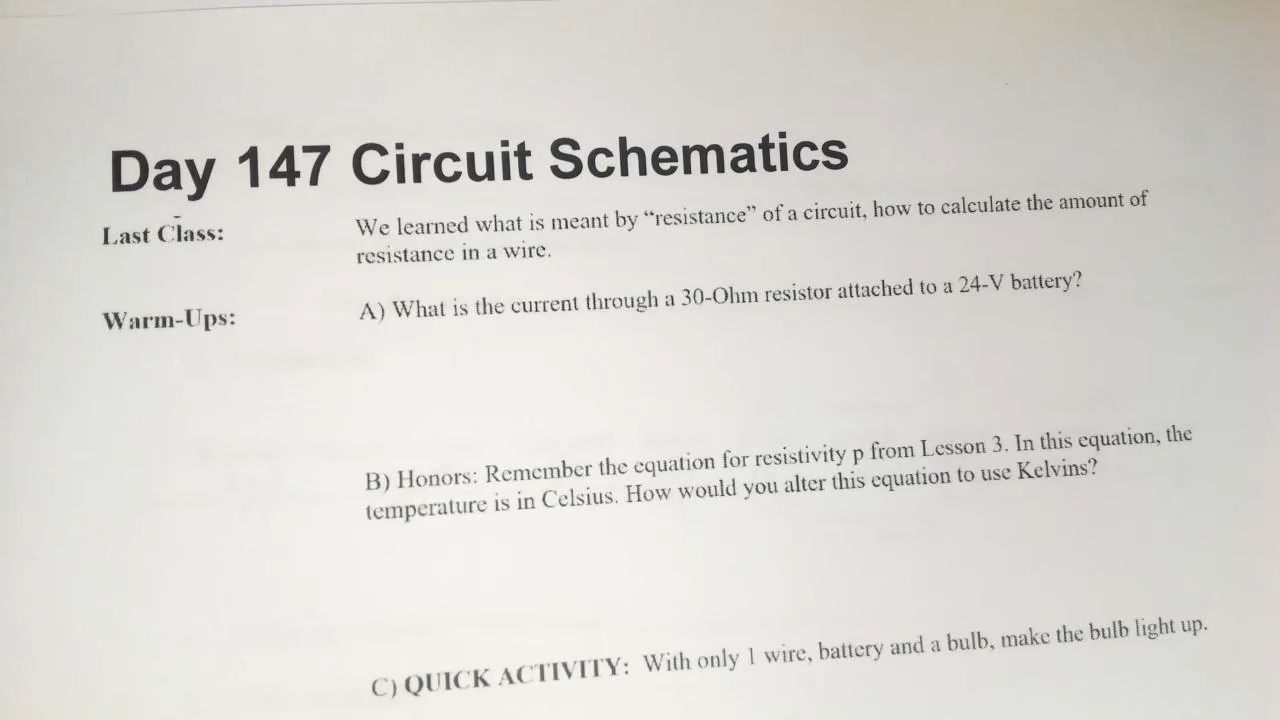 Day 147 Circuit Schematics
Last Class: We learned what is meant by “resistance” of a circuit, how to calculate the amount of
resistance in a wire.
Warm-Ups: A) What is the current through a 30-Ohm resistor attached to a 24-V battery?
B) Honors: Remember the equation for resistivity p from Lesson 3. In this equation, the
temperature is in Celsius. How would you alter this equation to use Kelvins?
C) QUICK ACTIVITY: With only 1 wire, battery and a bulb, make the bulb light up.